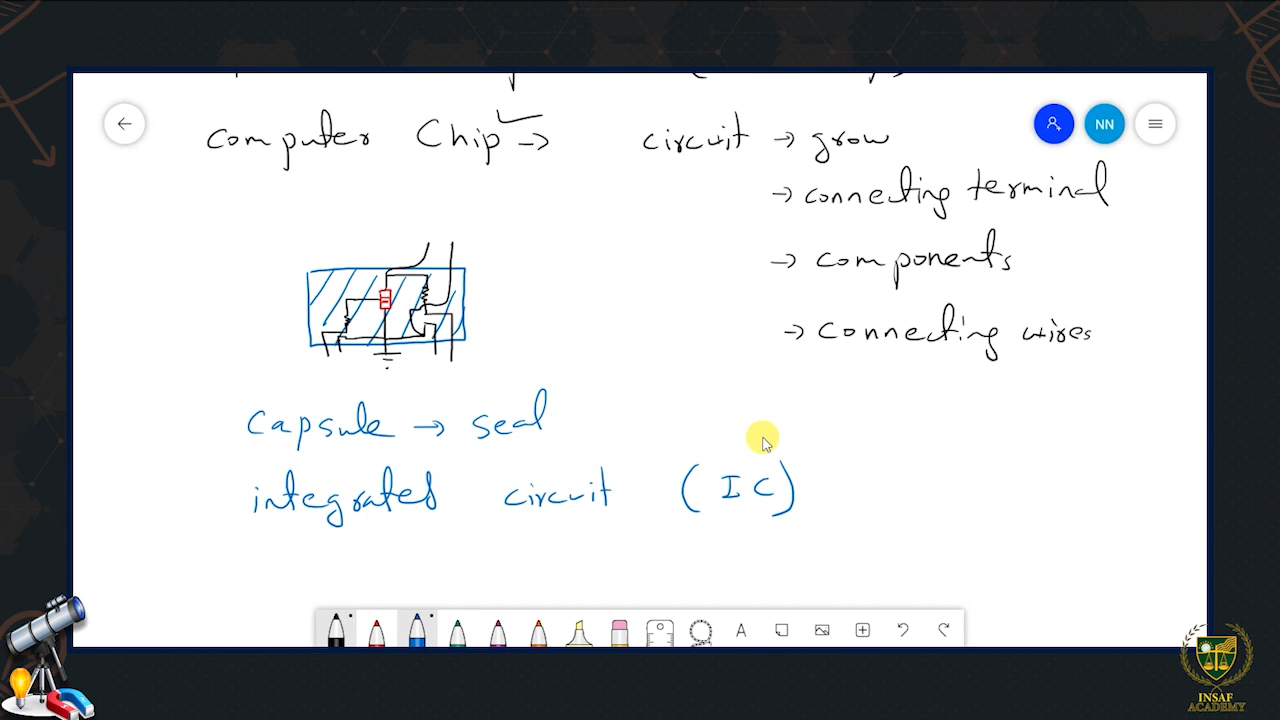 computer Chip → circuit → grow
→ connecting terminal
→ components
→ connecting wires
capsule → seal
integrated circuit (IC)
NN
A
INSAF
ACADEMY